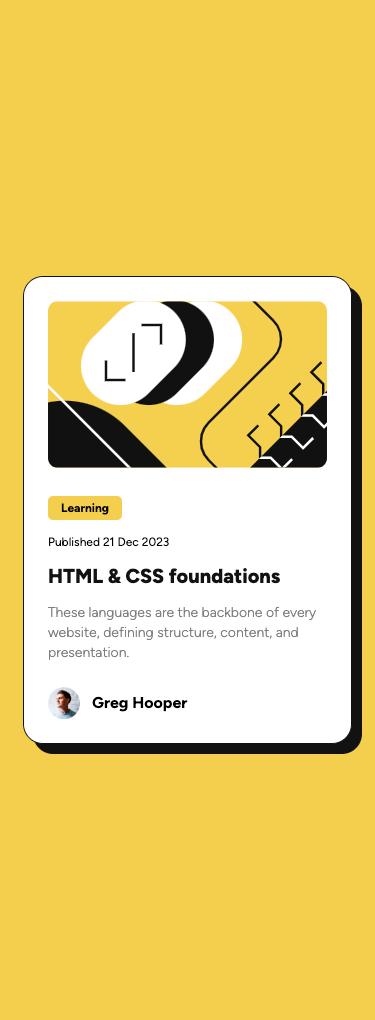 Learning
Published 21 Dec 2023
HTML & CSS foundations
These languages are the backbone of every
website, defining structure, content, and
presentation.
Greg Hooper